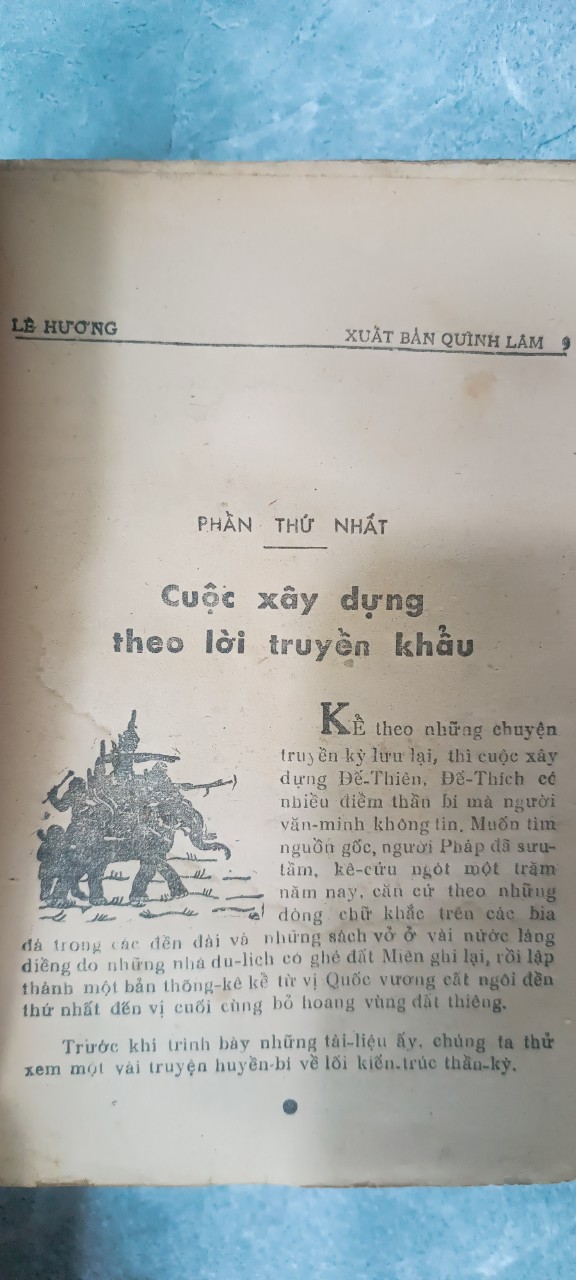 LÊ HƯƠNG
XUẤT BẢN QUỲNH LÂM 9
PHẦN THỨ NHẤT
Cuộc xây dựng
theo lời truyền khẩu
KỂ theo những chuyện
truyền kỳ lưu lại, thì cuộc xây
dựng Đế-Thiên, Đế-Thích có
nhiều điểm thần bí mà người
văn-minh không tin. Muốn tìm
nguồn gốc, người Pháp đã sưu-
tầm, kê-cứu ngót một trăm
năm nay, căn cứ theo những
dòng chữ khắc trên các bia
đá trong các đền đài và những sách vở ở vài nước láng
diềng do những nhà du-lịch có ghé đất Miên ghi lại, rồi lập
thành một bản thống-kê kể từ vị Quốc vương cất ngôi đền
thứ nhất đến vị cuối cùng bỏ hoang vùng đất thiêng.
Trước khi trình bày những tài-liệu ấy, chúng ta thử
xem một vài truyện huyền-bí về lối kiến-trúc thần-kỳ.